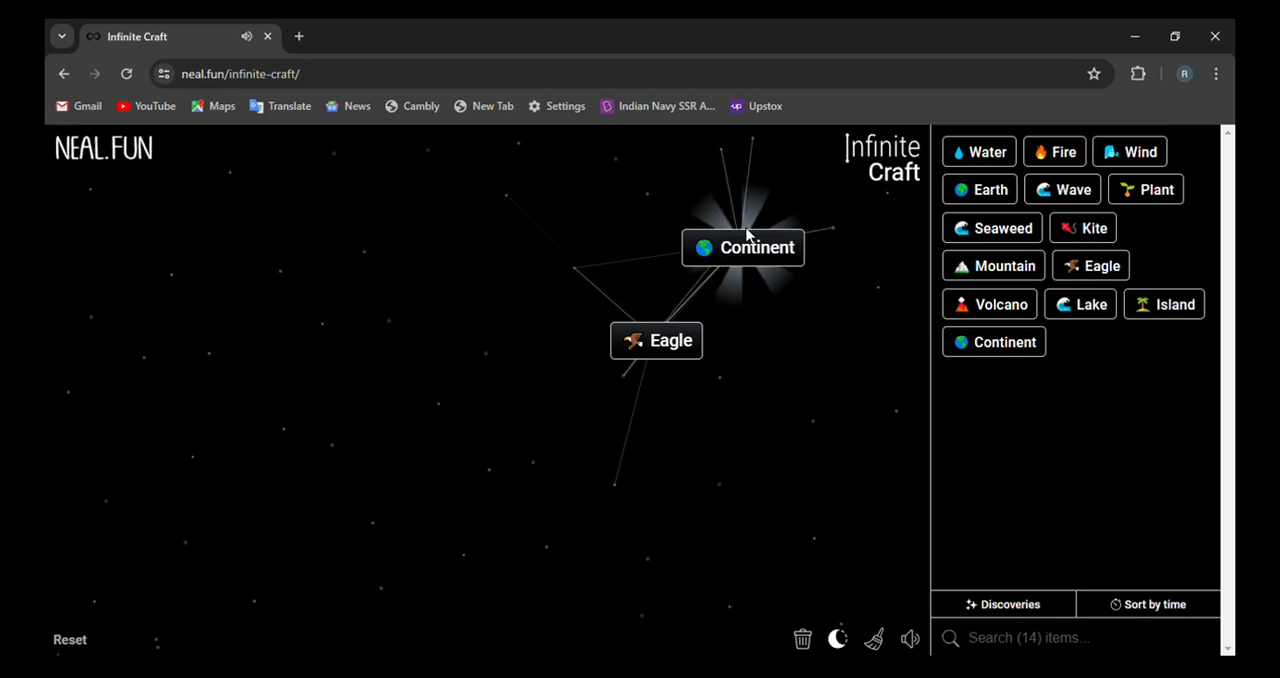 Infinite Craft
neal.fun/infinite-craft/
R
Gmail YouTube Maps Translate News Cambly New Tab Settings Indian Navy SSR A... Upstox
NEAL.FUN
Infinite
Craft
Water Fire Wind
Earth Wave Plant
Seaweed Kite
Mountain Eagle
Volcano Lake Island
Continent
Continent
Eagle
Discoveries Sort by time
Search (14) items...
Reset